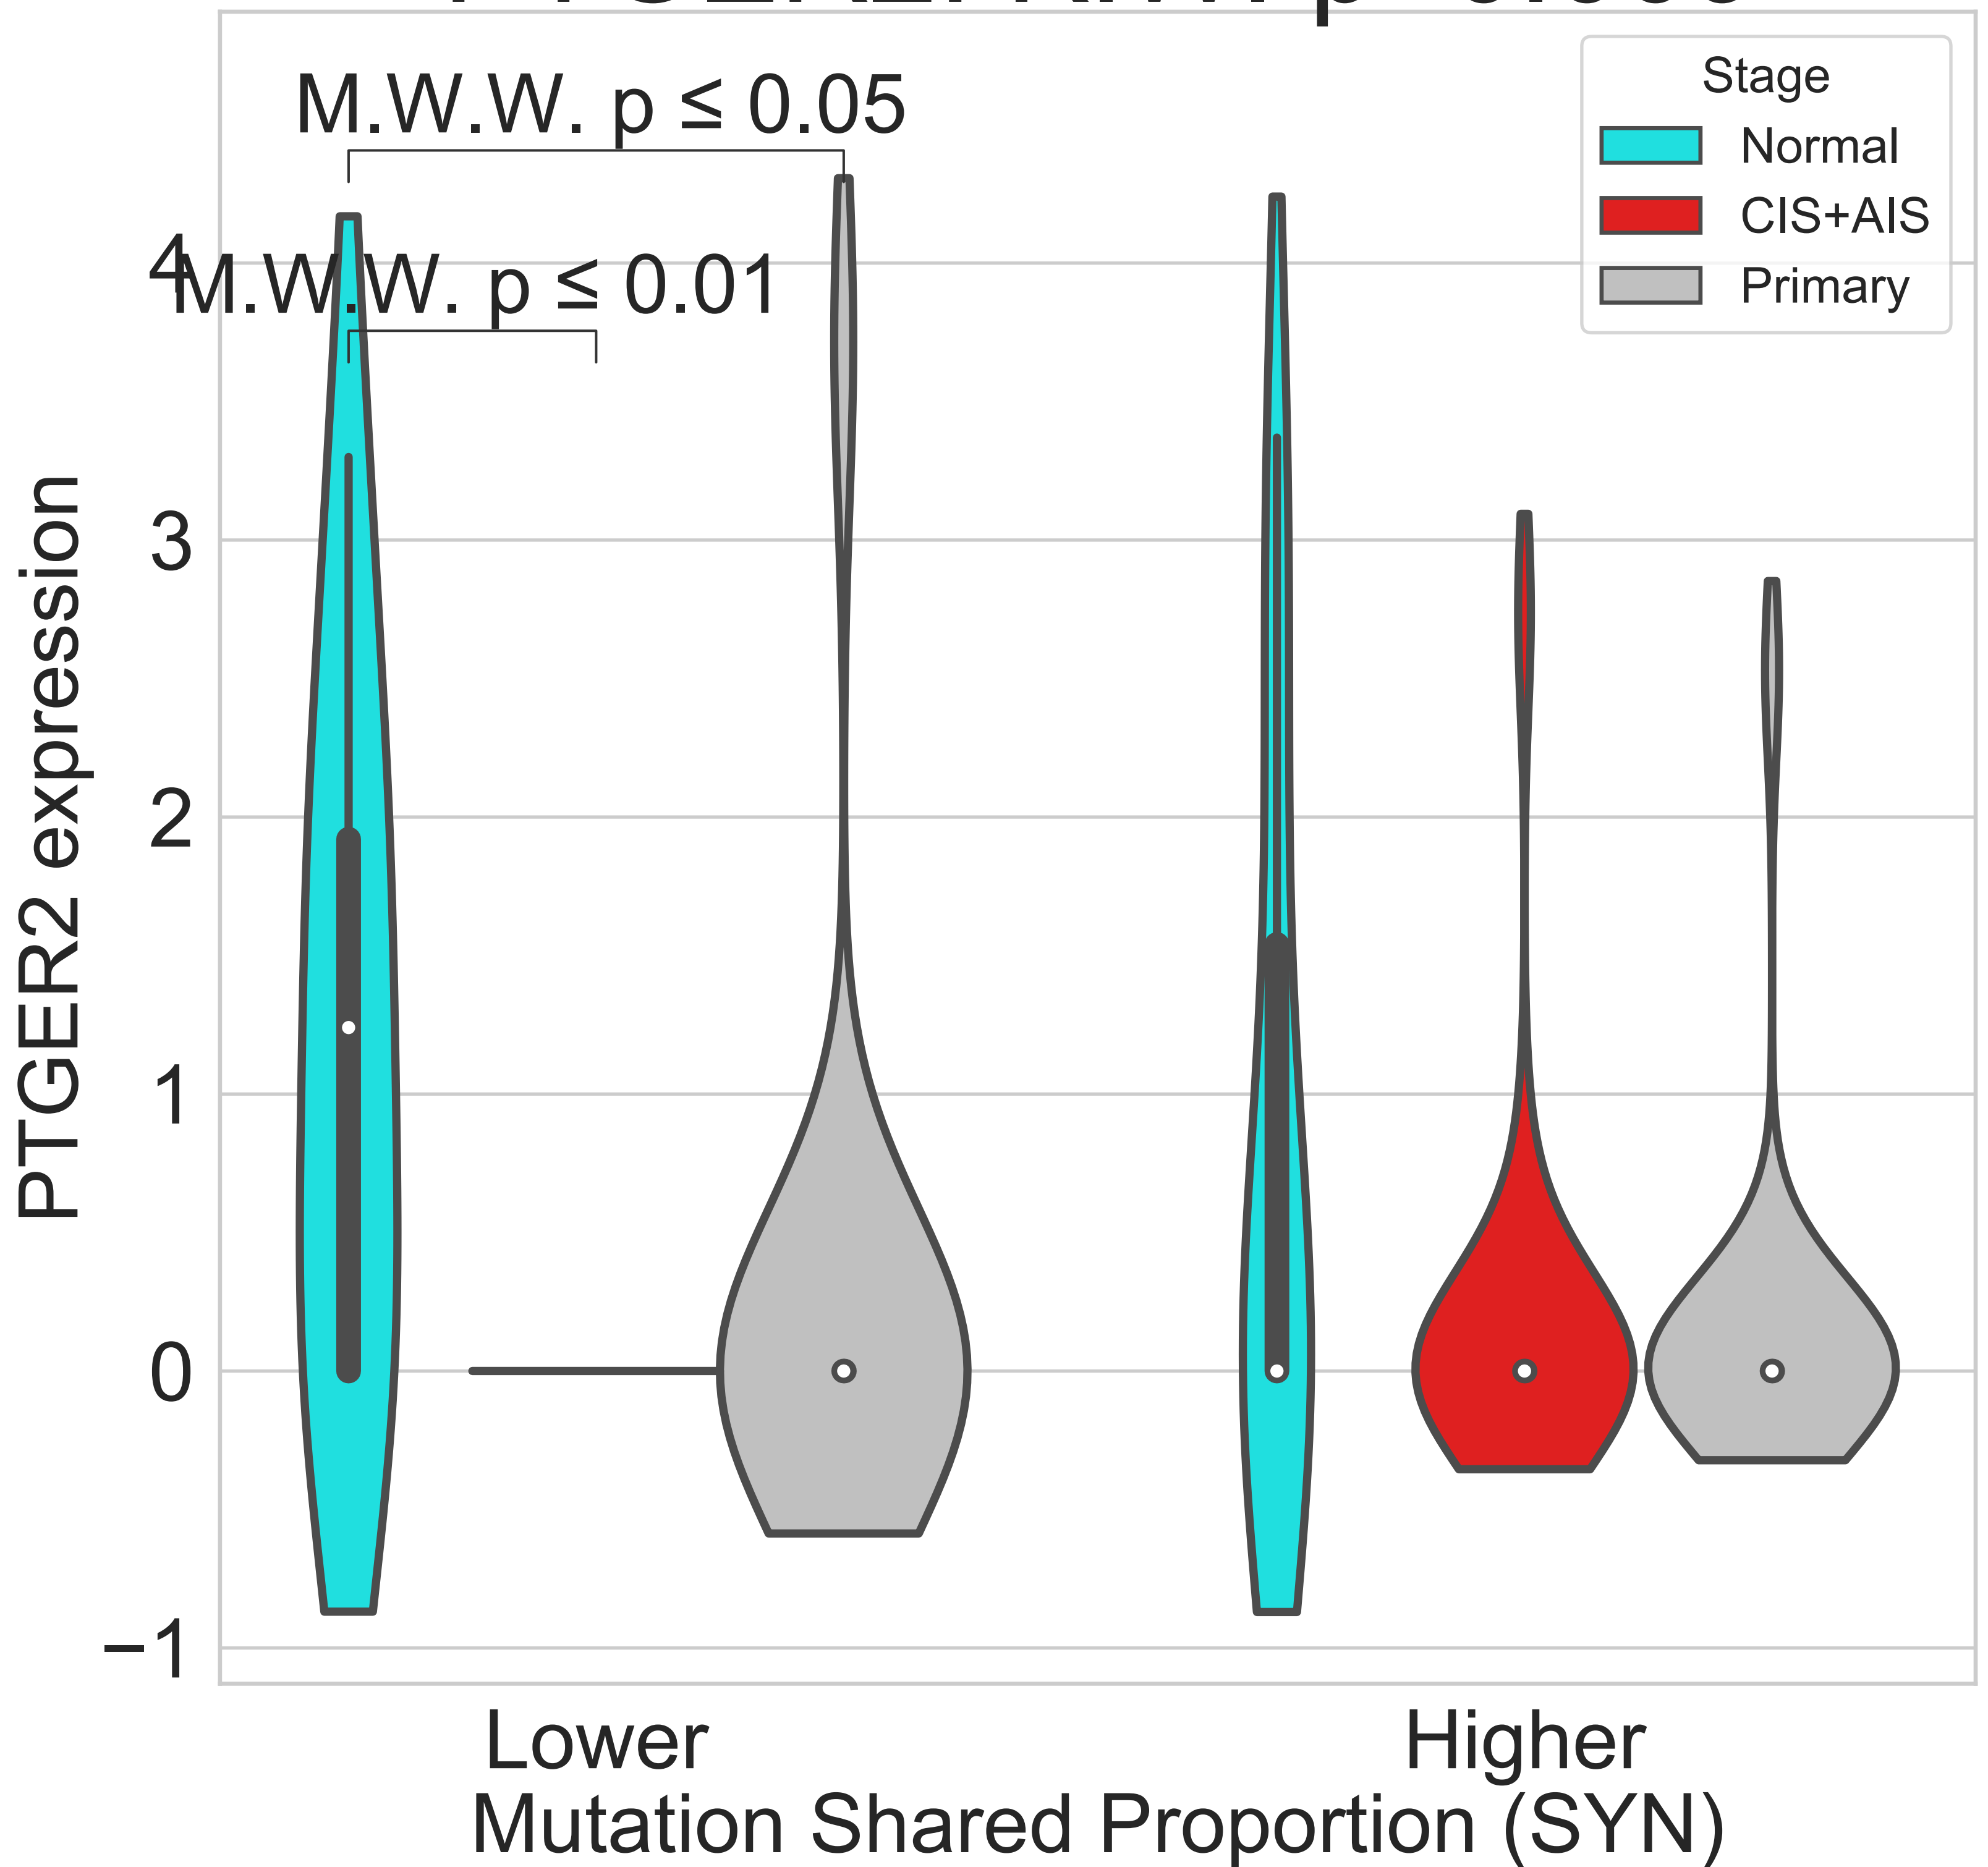 M.W.W. p ≤ 0.05
M.W.W. p ≤ 0.01
Stage
Normal
CIS+AIS
Primary
4
3
2
1
0
−1
PTGER2 expression
Lower
Higher
Mutation Shared Proportion (SYN)